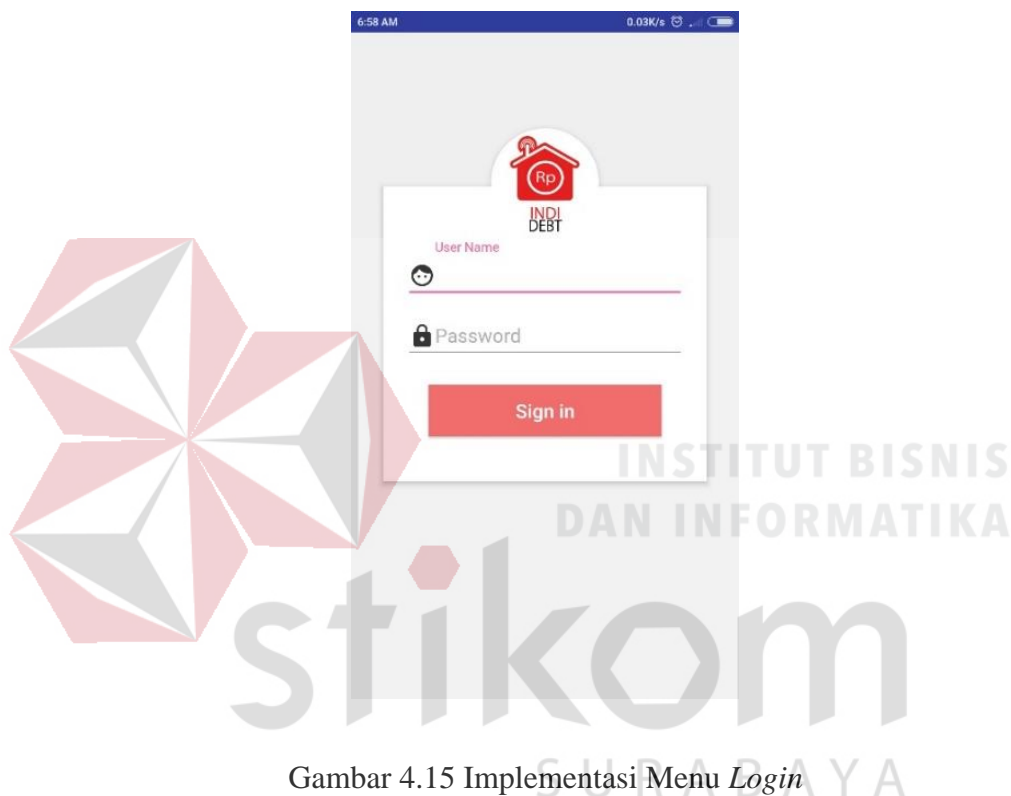 6:58 AM 0.03K/s
Rp
INDI
DEBT
User Name
Password
Sign in
INSTITUT BISNIS
DAN INFORMATIKA
stikom
SURABAYA
Gambar 4.15 Implementasi Menu Login